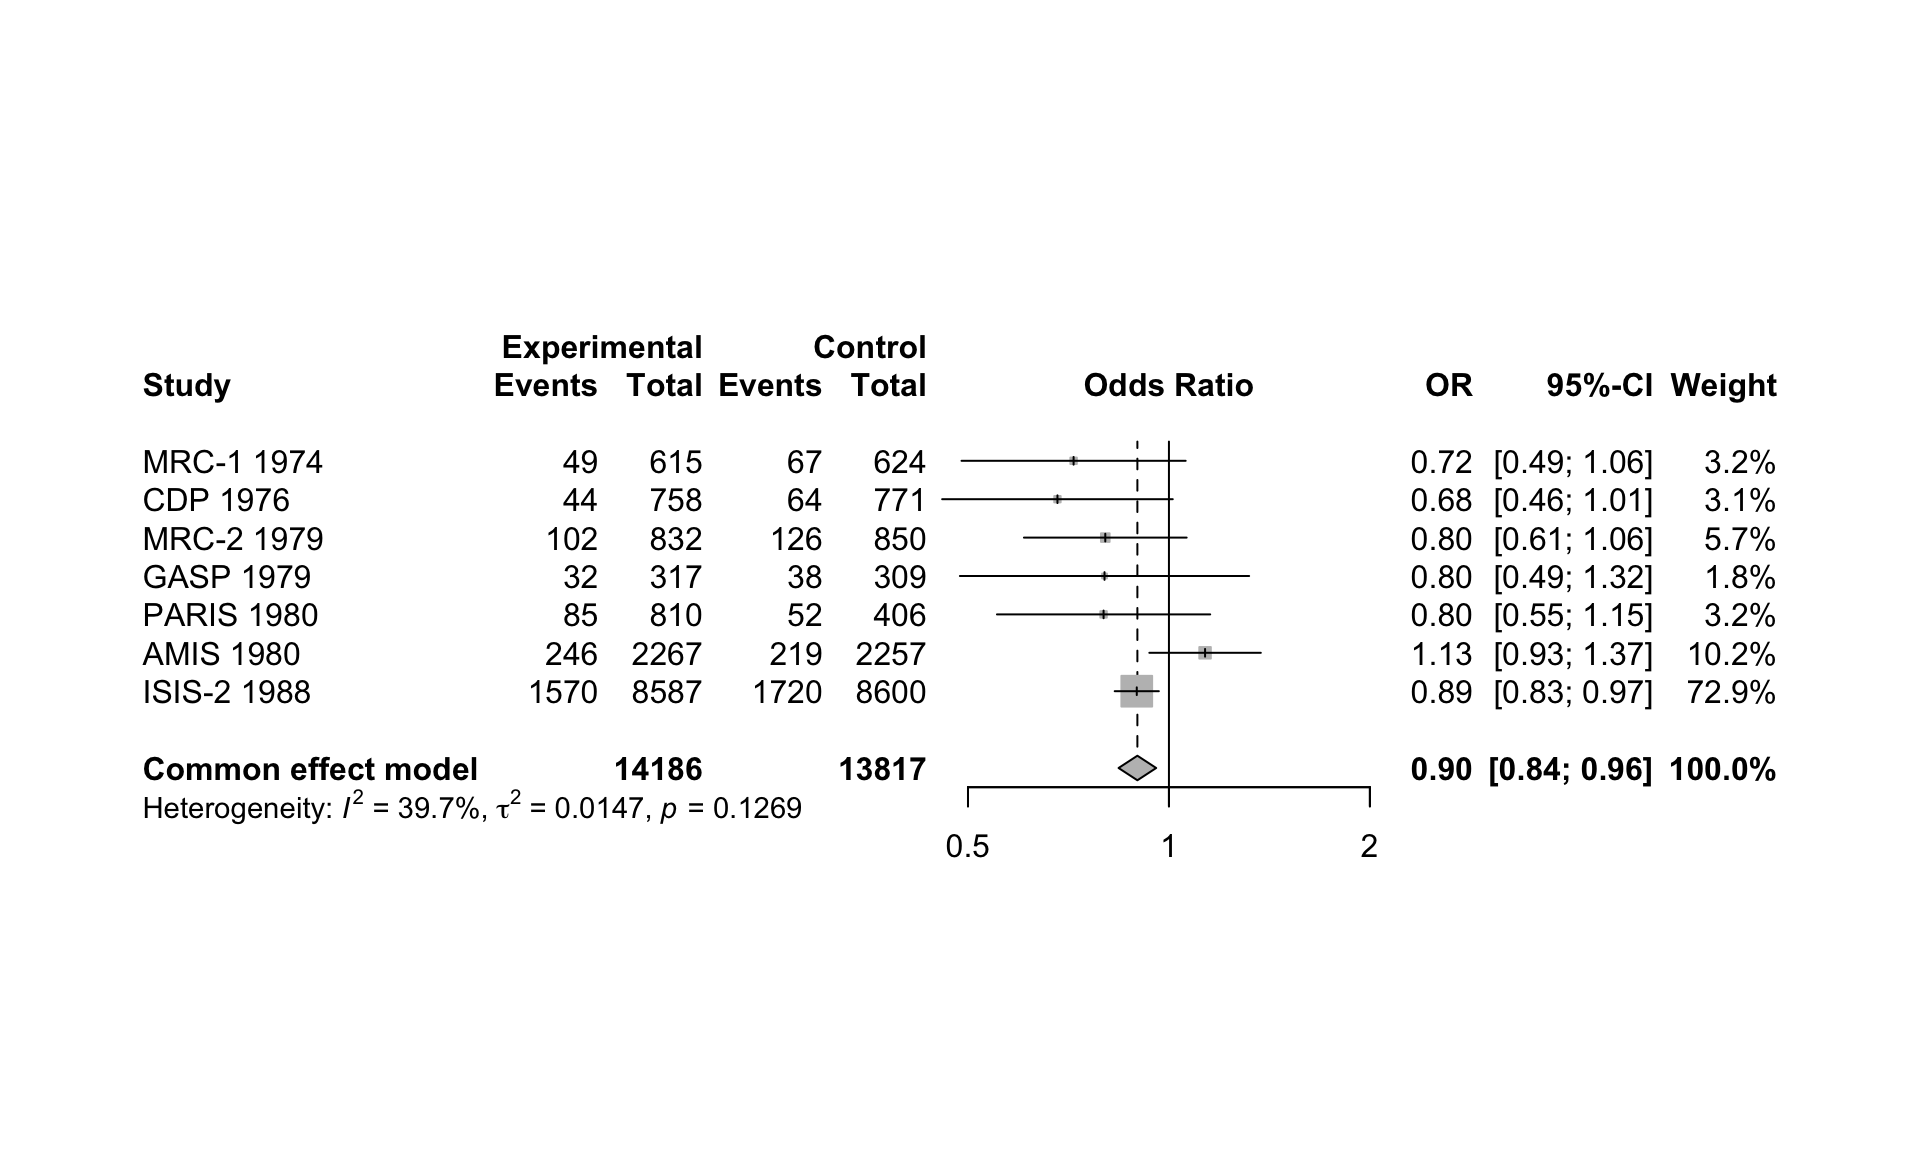 Experimental Control
Study Events Total Events Total Odds Ratio OR 95%-CI Weight
MRC-1 1974 49 615 67 624 0.72 [0.49; 1.06] 3.2%
CDP 1976 44 758 64 771 0.68 [0.46; 1.01] 3.1%
MRC-2 1979 102 832 126 850 0.80 [0.61; 1.06] 5.7%
GASP 1979 32 317 38 309 0.80 [0.49; 1.32] 1.8%
PARIS 1980 85 810 52 406 0.80 [0.55; 1.15] 3.2%
AMIS 1980 246 2267 219 2257 1.13 [0.93; 1.37] 10.2%
ISIS-2 1988 1570 8587 1720 8600 0.89 [0.83; 0.97] 72.9%
Common effect model 14186 13817 0.90 [0.84; 0.96] 100.0%
Heterogeneity: I² = 39.7%, τ² = 0.0147, p = 0.1269
0.5 1 2